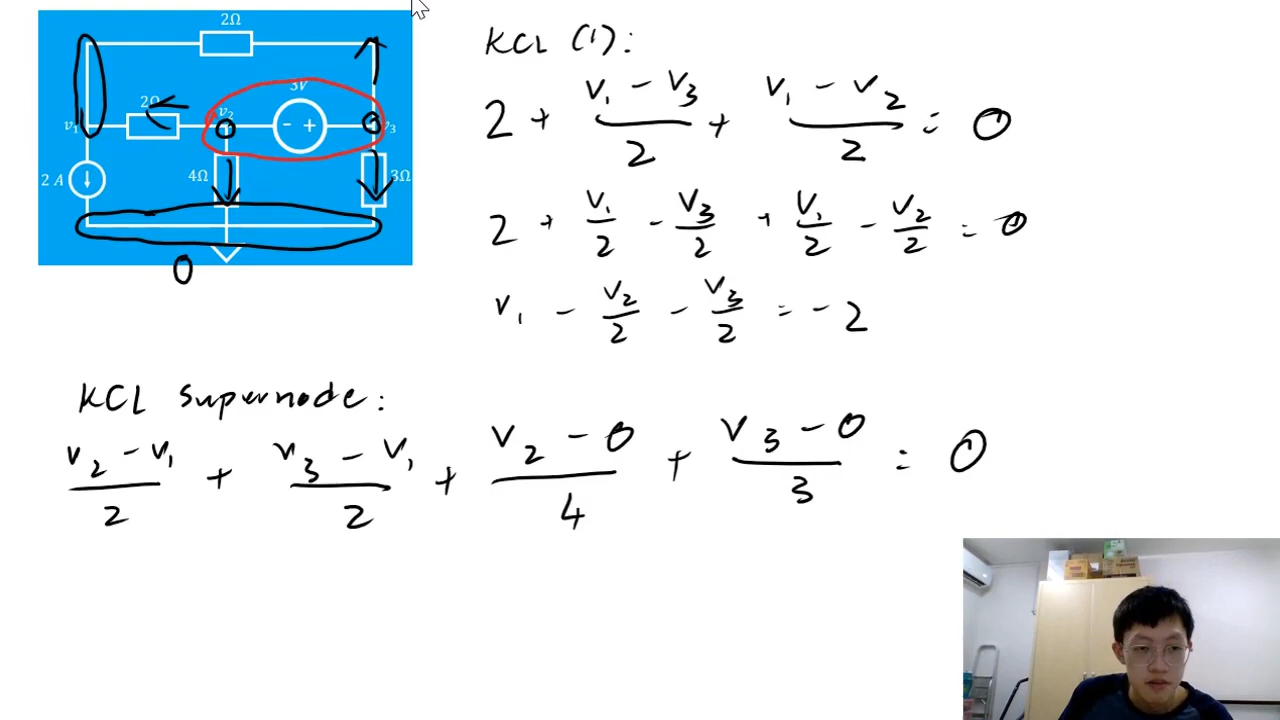 2Ω
3V
2Ω
v₂
v₁
v₃
2 A
4Ω
3Ω
0
KCL (1):
2 + (v₁ - v₃)/2 + (v₁ - v₂)/2 = 0
2 + v₁/2 - v₃/2 + v₁/2 - v₂/2 = 0
v₁ - v₂/2 - v₃/2 = -2
KCL supernode:
(v₂ - v₁)/2 + (v₃ - v₁)/2 + (v₂ - 0)/4 + (v₃ - 0)/3 = 0